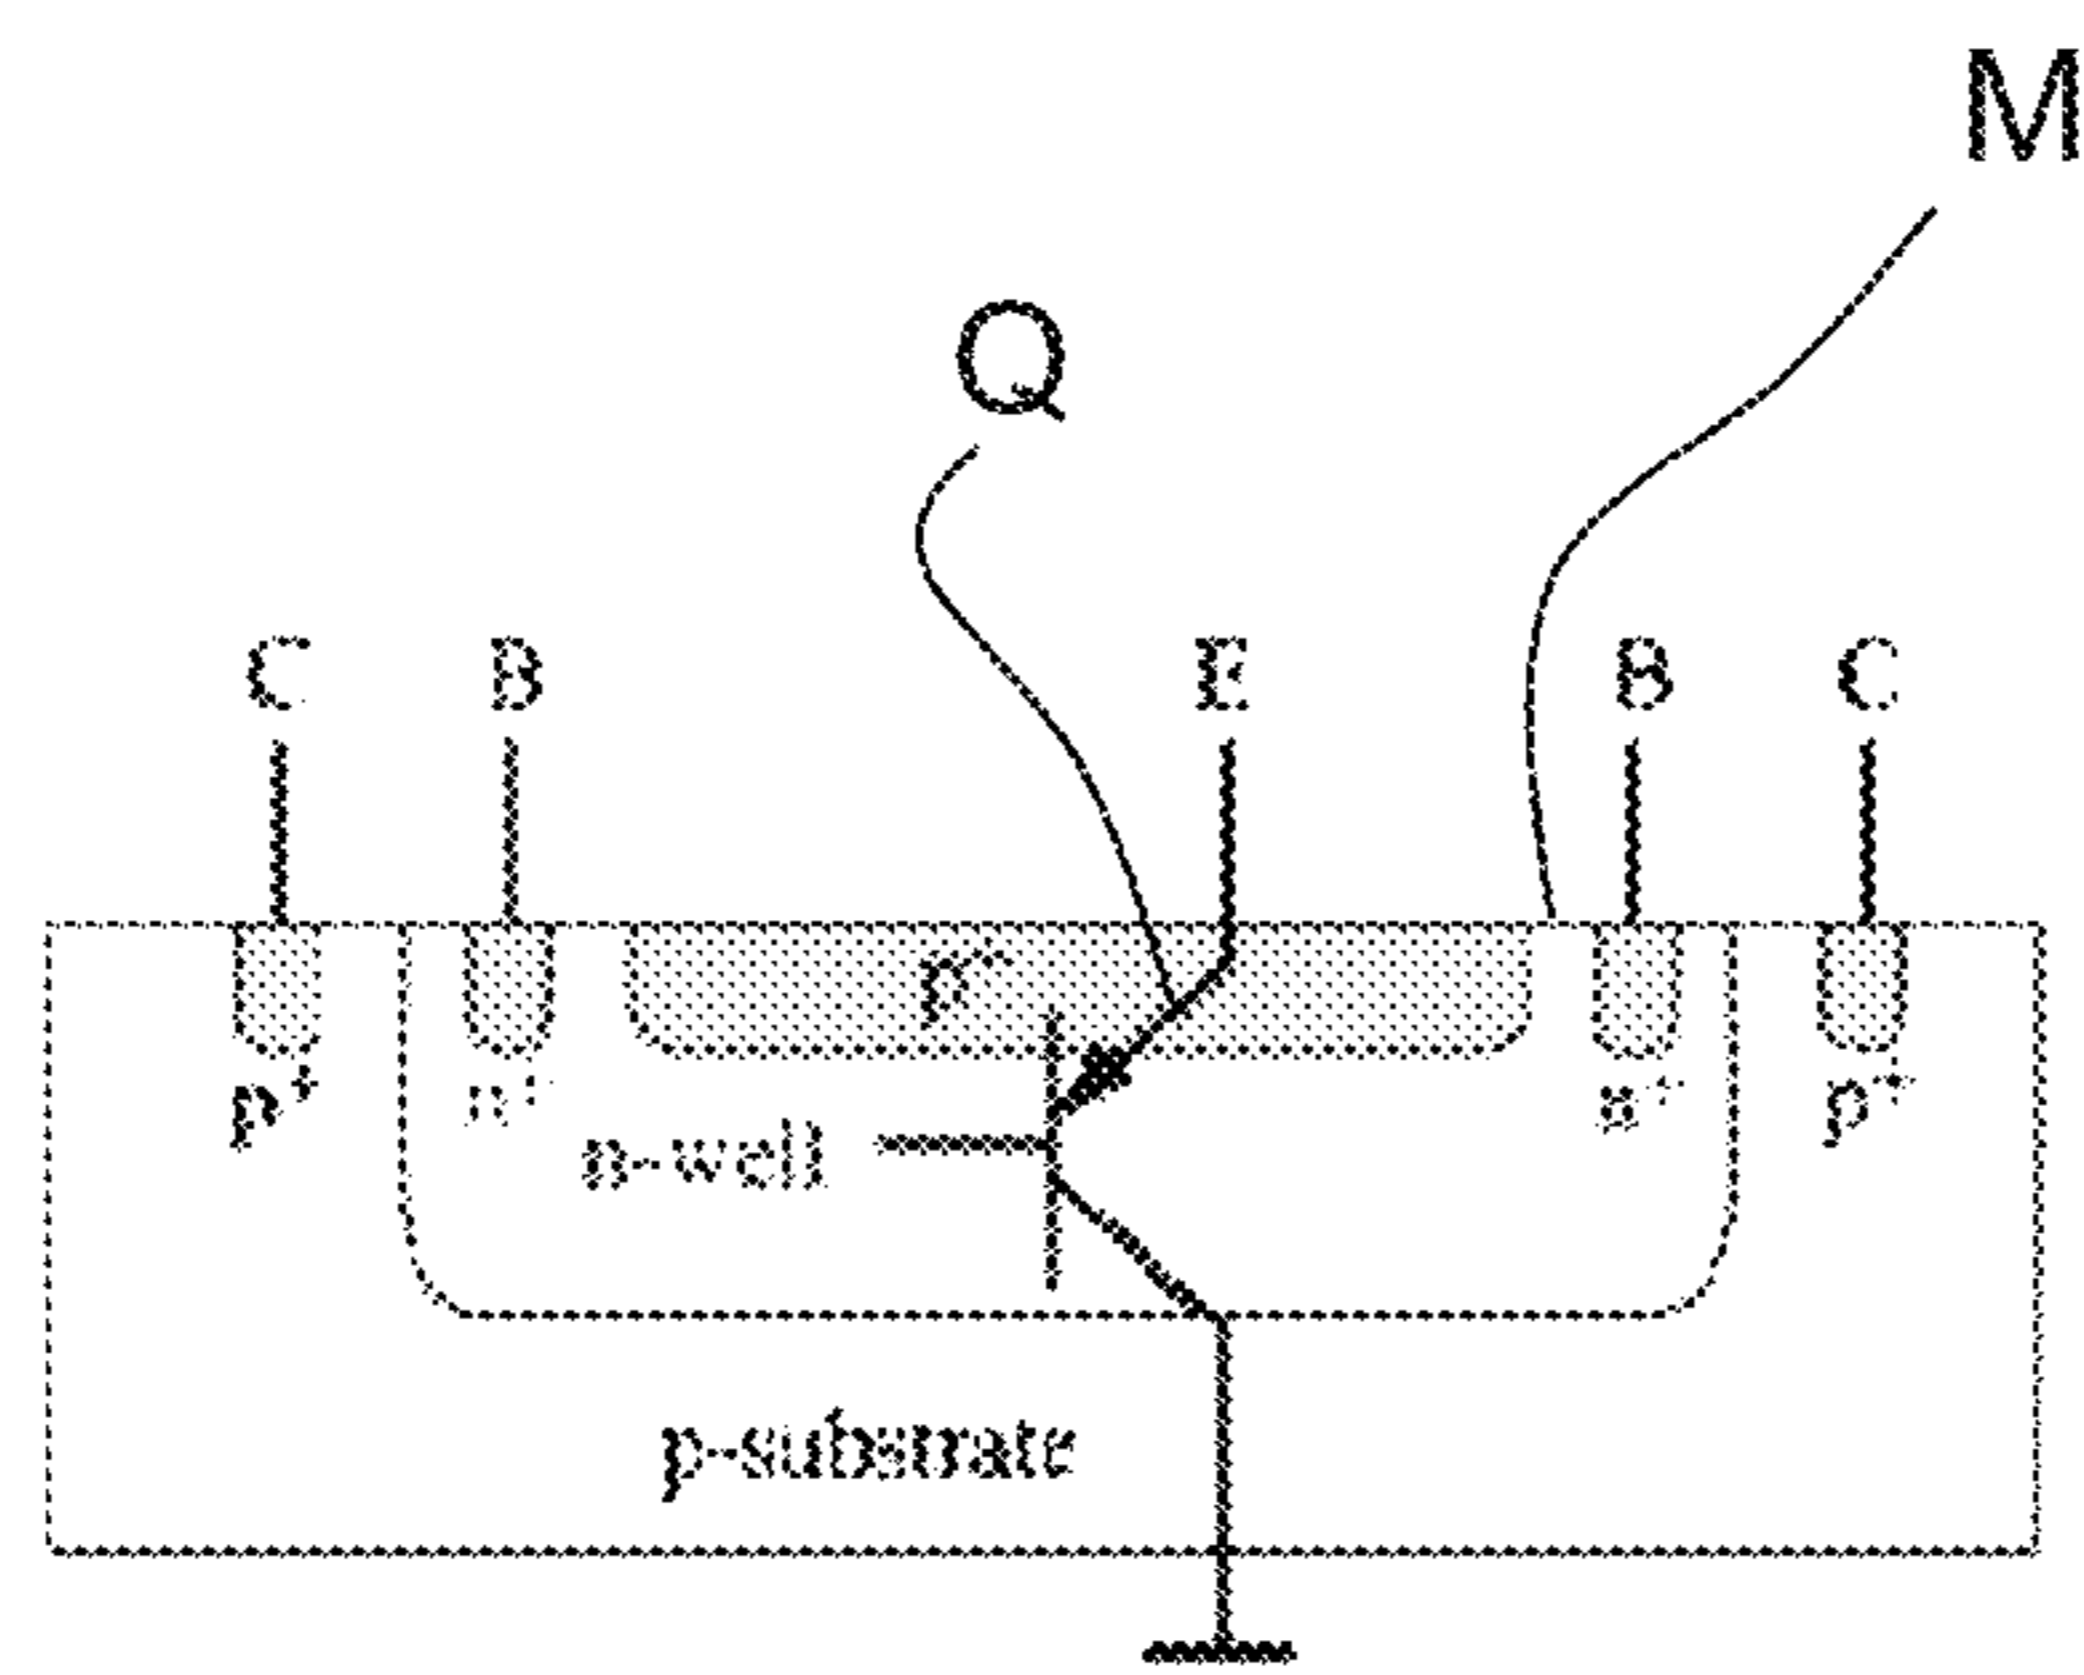 M
Q
C B E B C
p+
p+ n+ n+ p+
n-well
p-substrate